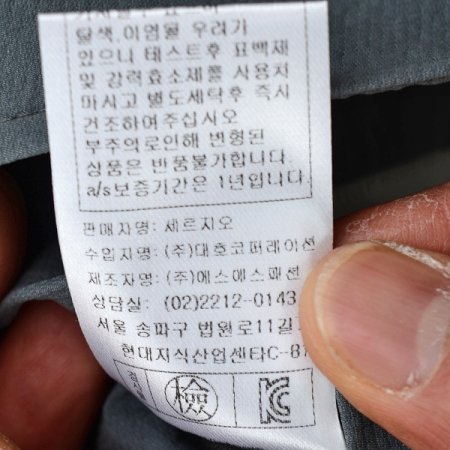 탈색.이염될 우려가
있으니 테스트후 표백재
및 강력효소제품 사용치
마시고 별도세탁후 즉시
건조하여주십시오
부주의로인해 변형된
상품은 반품불가합니다.
a/s보증기간은 1년입니다.
판매자명: 세르지오
수입자명: (주)대호코퍼레이션
제조자명: (주)에스에스패션
상담실: (02)2212-0143
서울 송파구 법원로11길
현대지식산업센타C-81
檢
KC